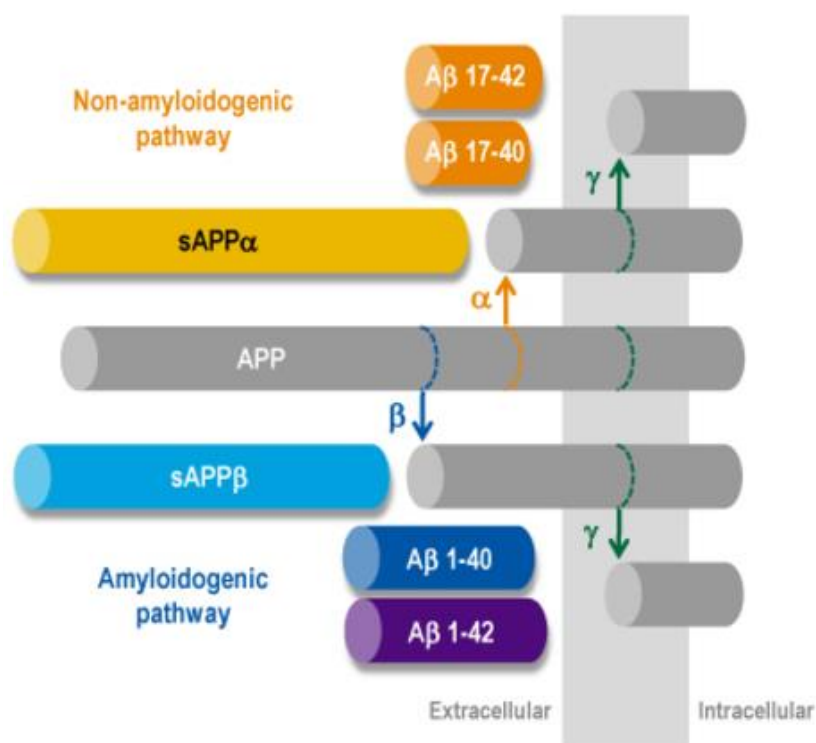 Aβ 17-42
Non-amyloidogenic
pathway
Aβ 17-40
γ
sAPPα
α
APP
β
sAPPβ
γ
Aβ 1-40
Amyloidogenic
pathway
Aβ 1-42
Extracellular
Intracellular